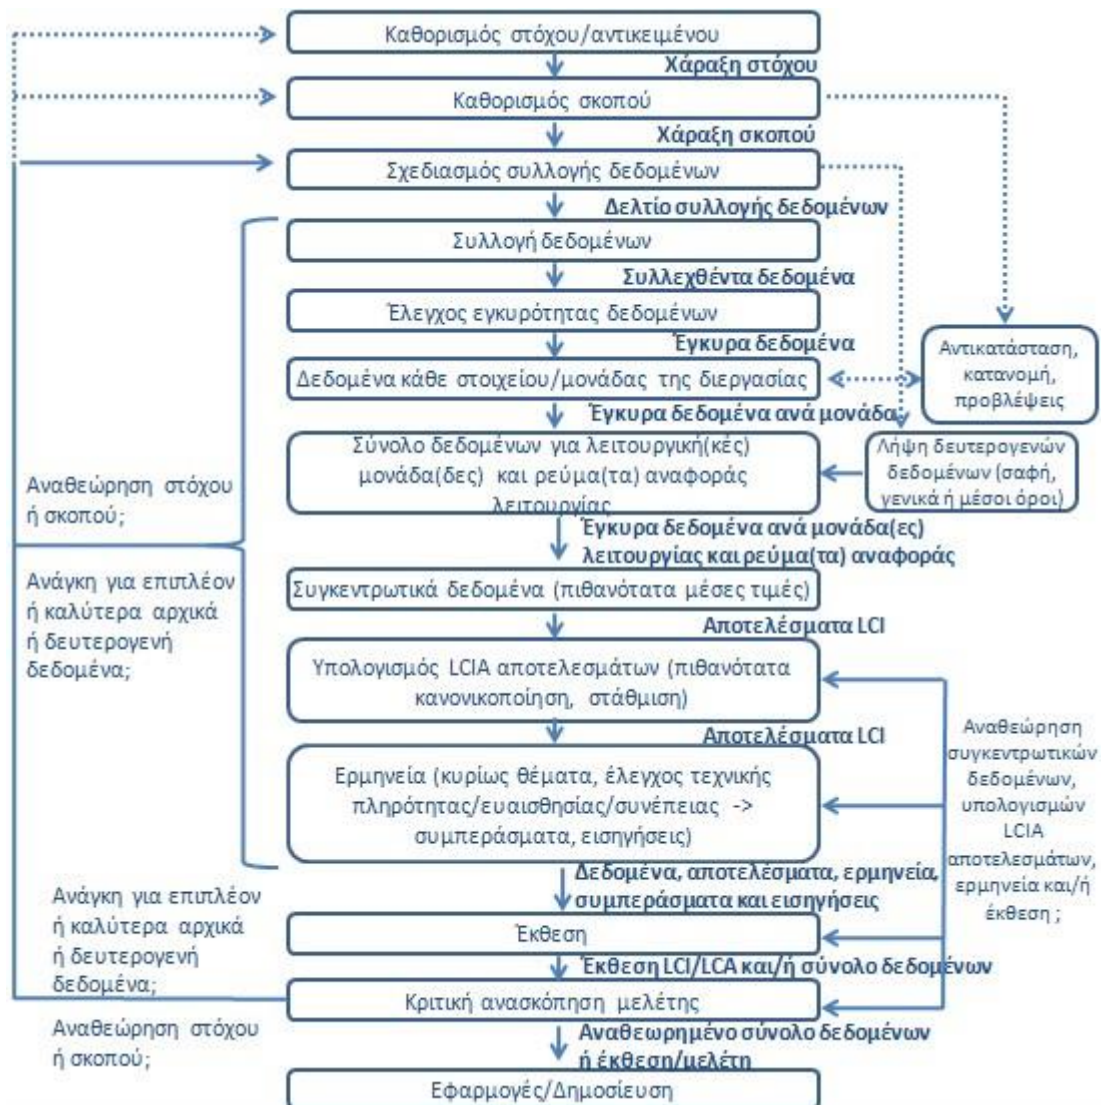 Καθορισμός στόχου/αντικειμένου
Χάραξη στόχου
Καθορισμός σκοπού
Χάραξη σκοπού
Σχεδιασμός συλλογής δεδομένων
Δελτίο συλλογής δεδομένων
Συλλογή δεδομένων
Συλλεχθέντα δεδομένα
Έλεγχος εγκυρότητας δεδομένων
Έγκυρα δεδομένα
Δεδομένα κάθε στοιχείου/μονάδας της διεργασίας
Αντικατάσταση,
κατανομή,
προβλέψεις
Έγκυρα δεδομένα ανά μονάδα.
Σύνολο δεδομένων για λειτουργική(κές)
μονάδα(δες) και ρεύμα(τα) αναφοράς
λειτουργίας
Λήψη δευτερογενών
δεδομένων (σαφή,
γενικά ή μέσοι όροι)
Αναθεώρηση στόχου
ή σκοπού;
Έγκυρα δεδομένα ανά μονάδα(ες)
λειτουργίας και ρεύμα(τα) αναφοράς
Ανάγκη για επιπλέον
ή καλύτερα αρχικά
ή δευτερογενή
δεδομένα;
Συγκεντρωτικά δεδομένα (πιθανότατα μέσες τιμές)
Αποτελέσματα LCI
Υπολογισμός LCIA αποτελεσμάτων (πιθανότατα
κανονικοποίηση, στάθμιση)
Αποτελέσματα LCI
Ερμηνεία (κυρίως θέματα, έλεγχος τεχνικής
πληρότητας/ευαισθησίας/συνέπειας ->
συμπεράσματα, εισηγήσεις)
Αναθεώρηση
συγκεντρωτικών
δεδομένων,
υπολογισμών
LCIA
αποτελεσμάτων,
ερμηνεία και/ή
έκθεση ;
Δεδομένα, αποτελέσματα, ερμηνεία,
συμπεράσματα και εισηγήσεις
Ανάγκη για επιπλέον
ή καλύτερα αρχικά
ή δευτερογενή
δεδομένα;
Έκθεση
Έκθεση LCI/LCA και/ή σύνολο δεδομένων
Κριτική ανασκόπηση μελέτης
Αναθεώρηση στόχου
ή σκοπού;
Αναθεωρημένο σύνολο δεδομένων
ή έκθεση/μελέτη
Εφαρμογές/Δημοσίευση